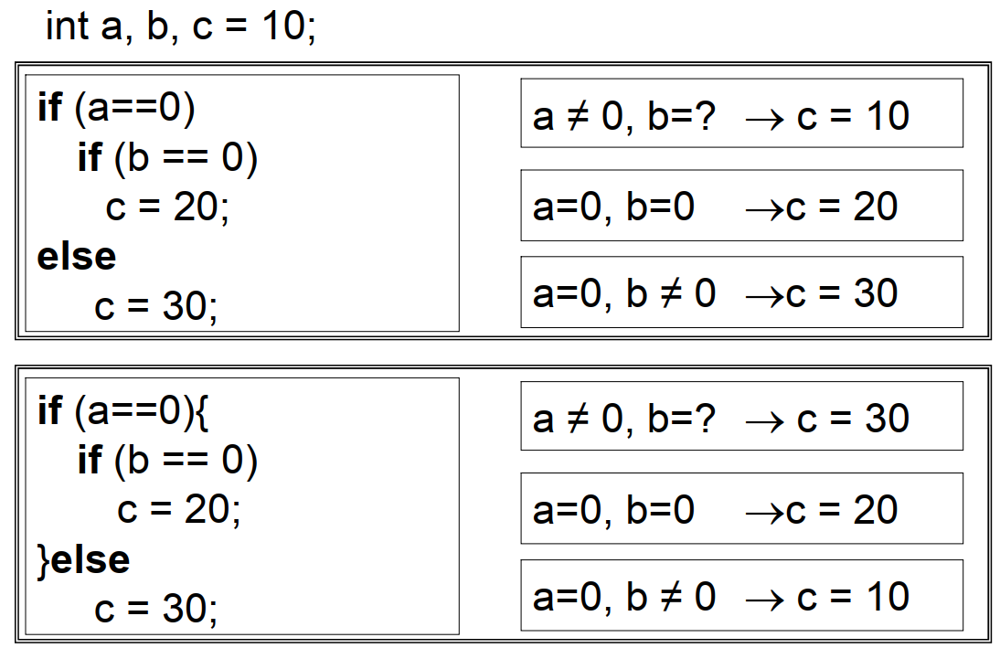 int a, b, c = 10;
if (a==0)
if (b == 0)
c = 20;
else
c = 30;
a ≠ 0, b=? → c = 10
a=0, b=0 →c = 20
a=0, b ≠ 0 →c = 30
if (a==0){
if (b == 0)
c = 20;
}else
c = 30;
a ≠ 0, b=? → c = 30
a=0, b=0 →c = 20
a=0, b ≠ 0 → c = 10